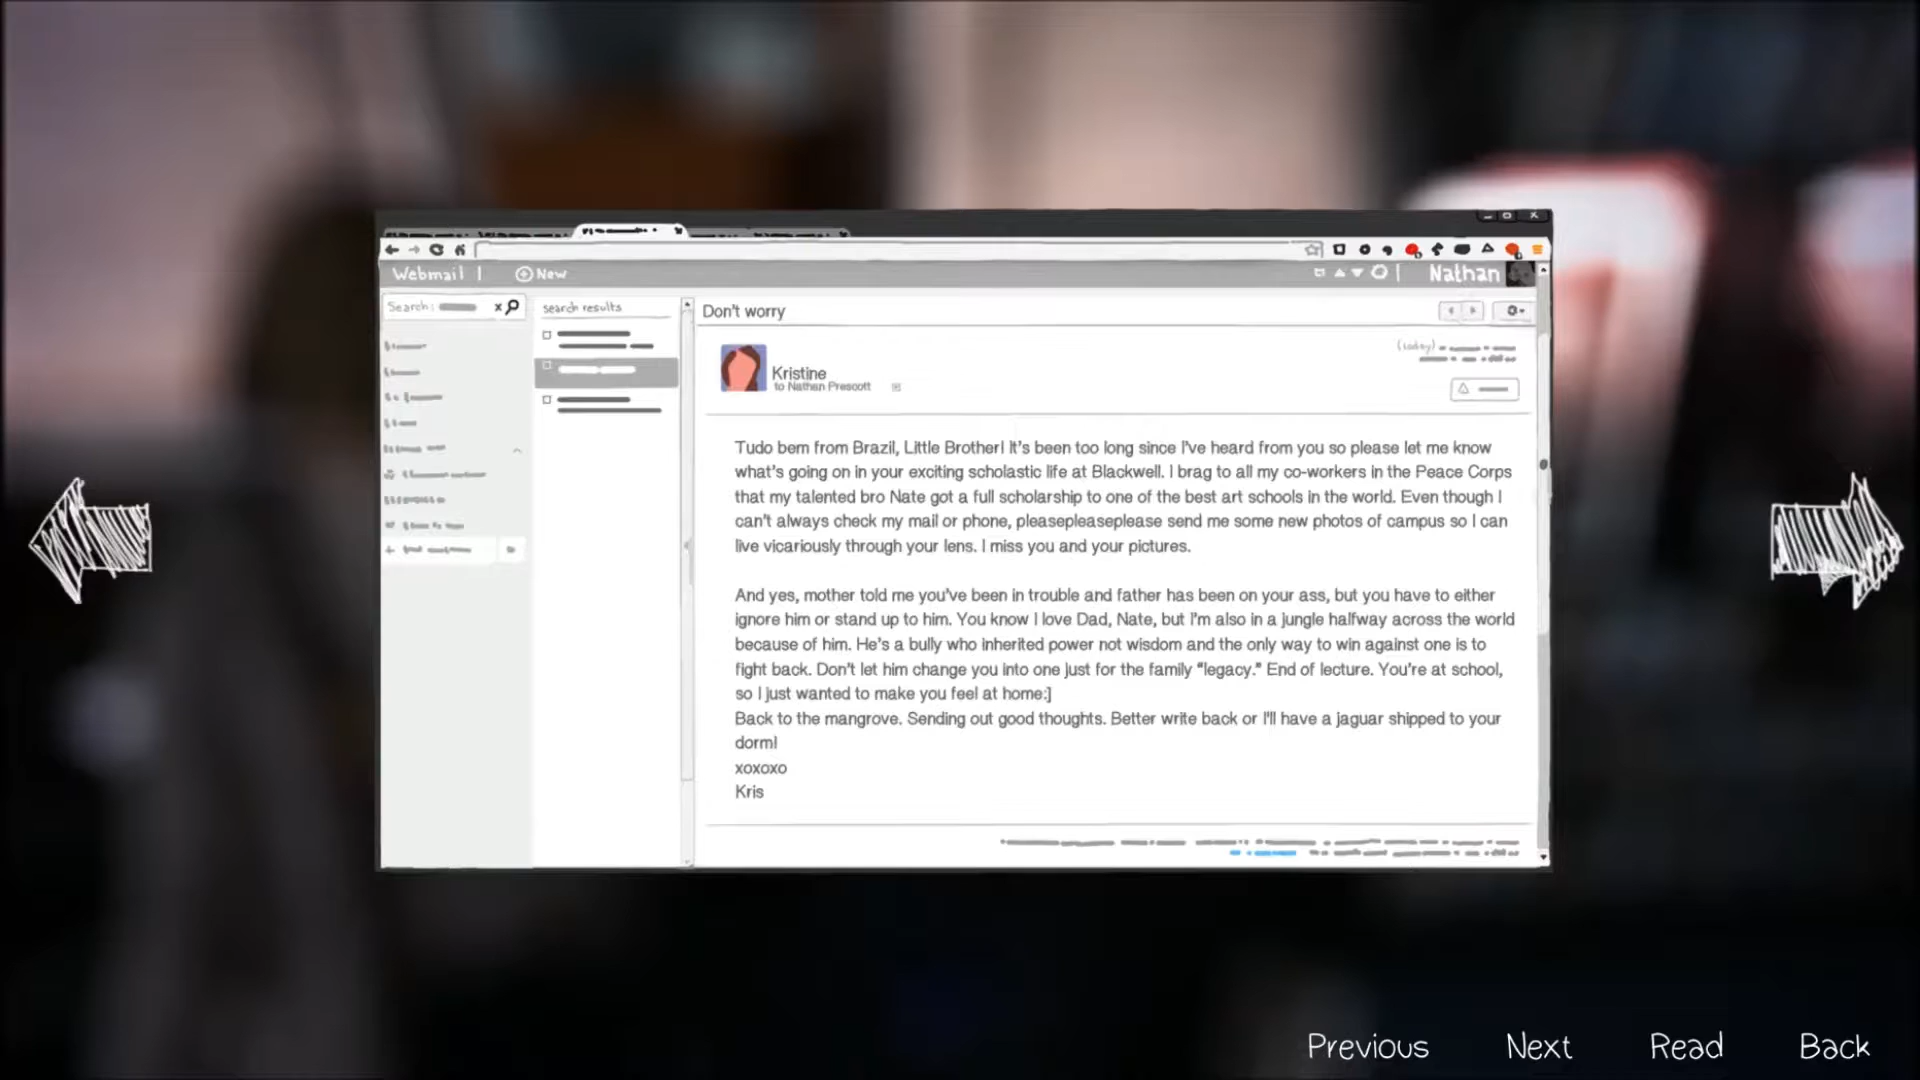 Webmail | New
Nathan
Search:
x
search results
Don't worry
(today)
Kristine
to Nathan Prescott
Tudo bem from Brazil, Little Brother! It's been too long since I've heard from you so please let me know
what's going on in your exciting scholastic life at Blackwell. I brag to all my co-workers in the Peace Corps
that my talented bro Nate got a full scholarship to one of the best art schools in the world. Even though I
can't always check my mail or phone, pleasepleaseplease send me some new photos of campus so I can
live vicariously through your lens. I miss you and your pictures.
And yes, mother told me you've been in trouble and father has been on your ass, but you have to either
ignore him or stand up to him. You know I love Dad, Nate, but I'm also in a jungle halfway across the world
because of him. He's a bully who inherited power not wisdom and the only way to win against one is to
fight back. Don't let him change you into one just for the family “legacy.” End of lecture. You're at school,
so I just wanted to make you feel at home:]
Back to the mangrove. Sending out good thoughts. Better write back or I'll have a jaguar shipped to your
dorm!
xoxoxo
Kris
Previous Next Read Back